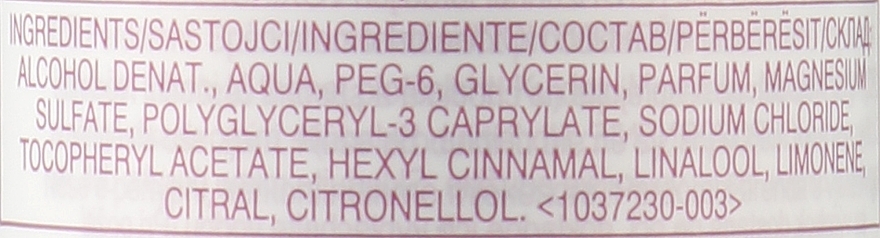 INGREDIENTS/SASTOJCI/INGREDIENTE/СОСТАВ/PËRBËRËSIT/СКЛАД:
ALCOHOL DENAT., AQUA, PEG-6, GLYCERIN, PARFUM, MAGNESIUM
SULFATE, POLYGLYCERYL-3 CAPRYLATE, SODIUM CHLORIDE,
TOCOPHERYL ACETATE, HEXYL CINNAMAL, LINALOOL, LIMONENE,
CITRAL, CITRONELLOL. <1037230-003>